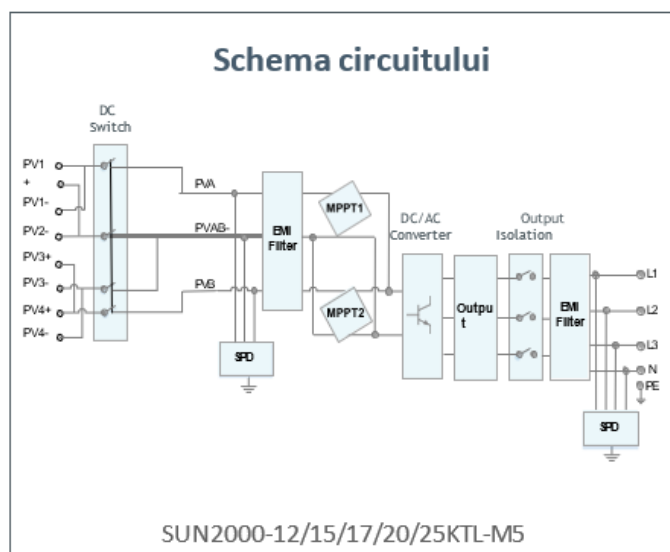 Schema circuitului
DC
Switch
PV1
+
PV1-
PV2-
PV3+
PV3-
PV4+
PV4-
PVA
PVAB-
PVB
EMI
Filter
SPD
MPPT1
MPPT2
DC/AC
Converter
Outpu
t
Output
Isolation
EMI
Filter
L1
L2
L3
N
PE
SPD
SUN2000-12/15/17/20/25KTL-M5